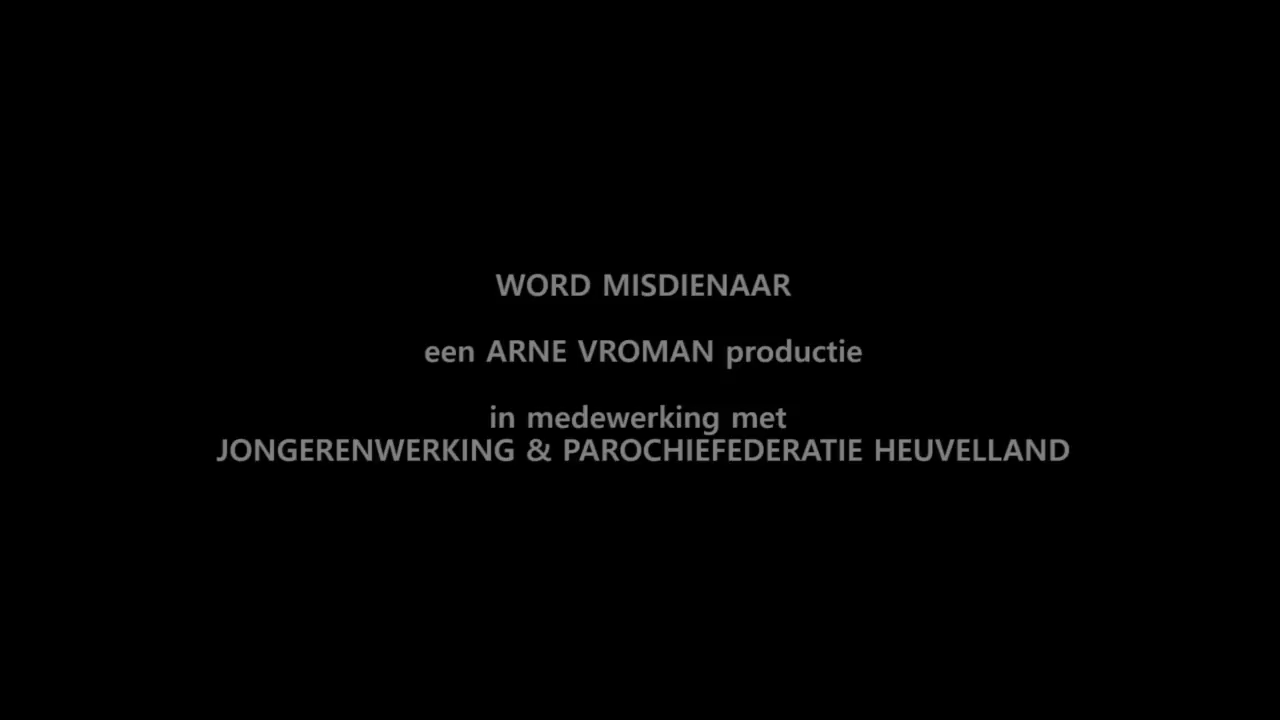 WORD MISDIENAAR
een ARNE VROMAN productie
in medewerking met
JONGERENWERKING & PAROCHIEFEDERATIE HEUVELLAND